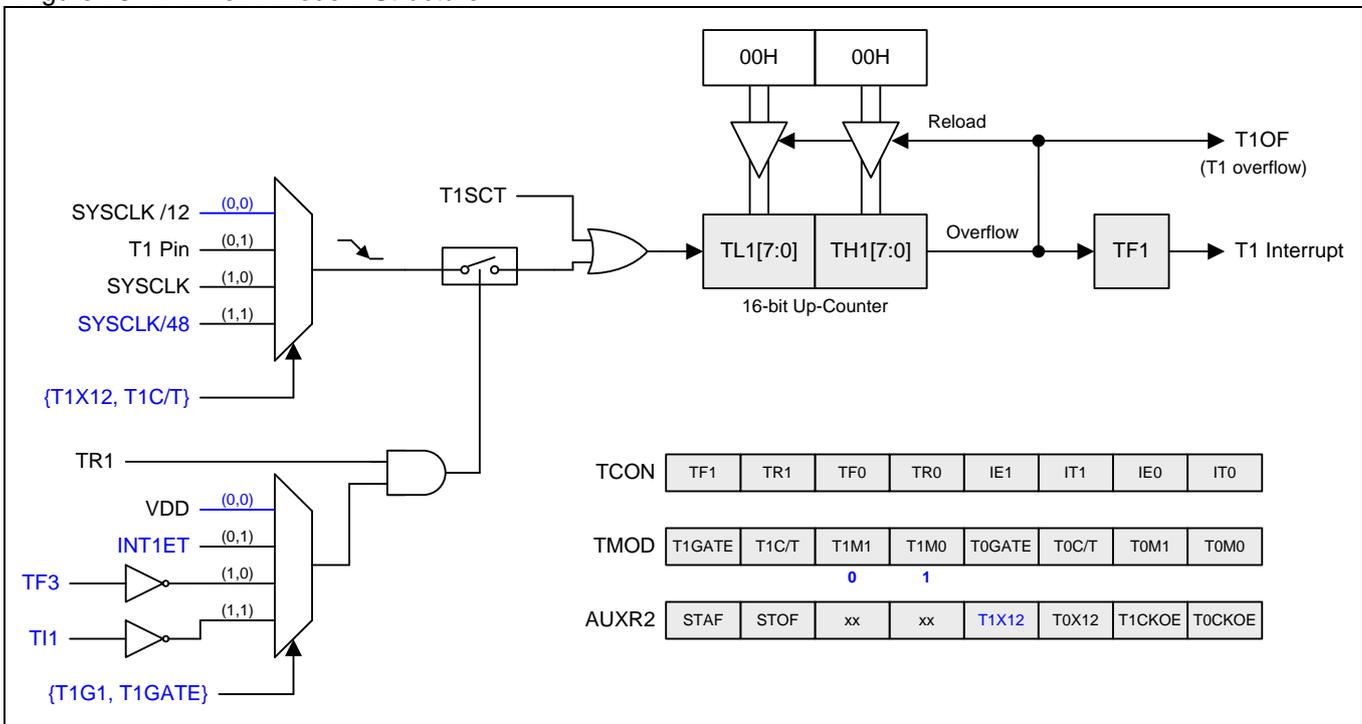 00H 00H
Reload
T1OF
(T1 overflow)
T1SCT
SYSCLK /12 (0,0)
T1 Pin (0,1)
SYSCLK (1,0)
SYSCLK/48 (1,1)
{T1X12, T1C/T}
TL1[7:0] TH1[7:0]
Overflow
TF1
T1 Interrupt
16-bit Up-Counter
TR1
VDD (0,0)
INT1ET (0,1)
TF3 (1,0)
TI1 (1,1)
{T1G1, T1GATE}
TCON TF1 TR1 TF0 TR0 IE1 IT1 IE0 IT0
TMOD T1GATE T1C/T T1M1 T1M0 T0GATE T0C/T T0M1 T0M0
0 1
AUXR2 STAF STOF xx xx T1X12 T0X12 T1CKOE T0CKOE